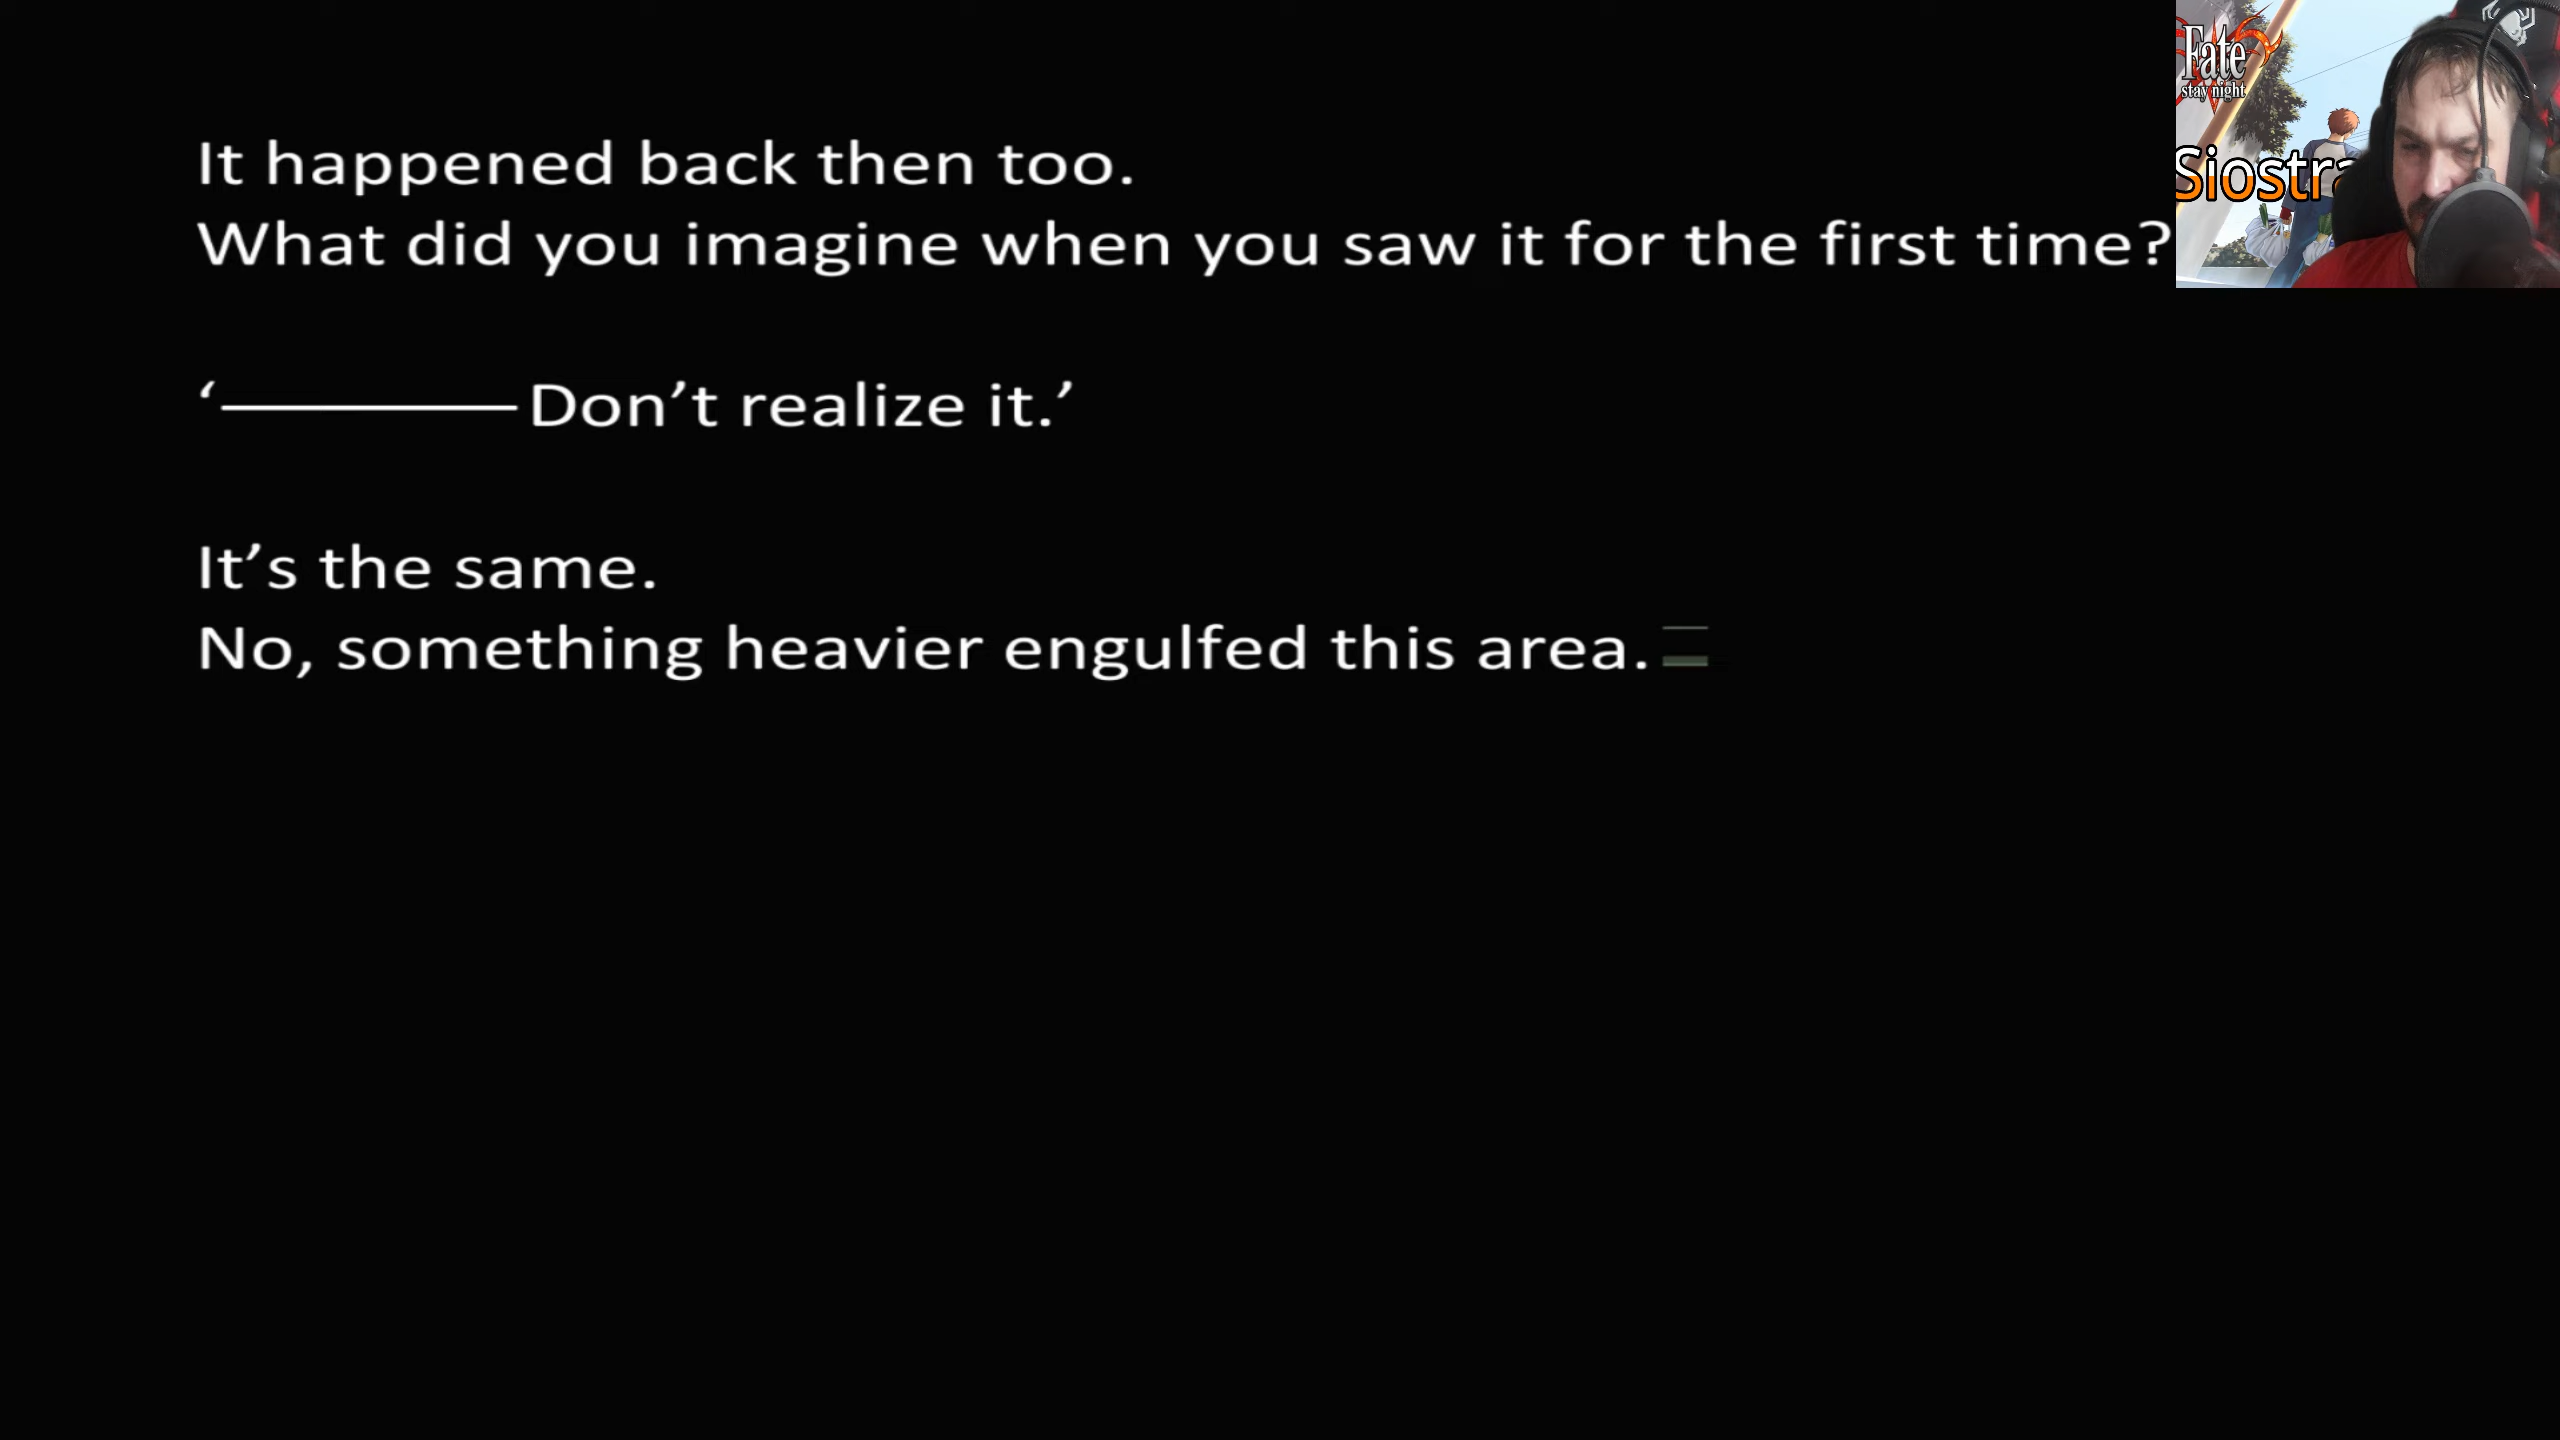 It happened back then too.
What did you imagine when you saw it for the first time?
‘————Don’t realize it.’
It’s the same.
No, something heavier engulfed this area.
Fate
stay night
Siostra